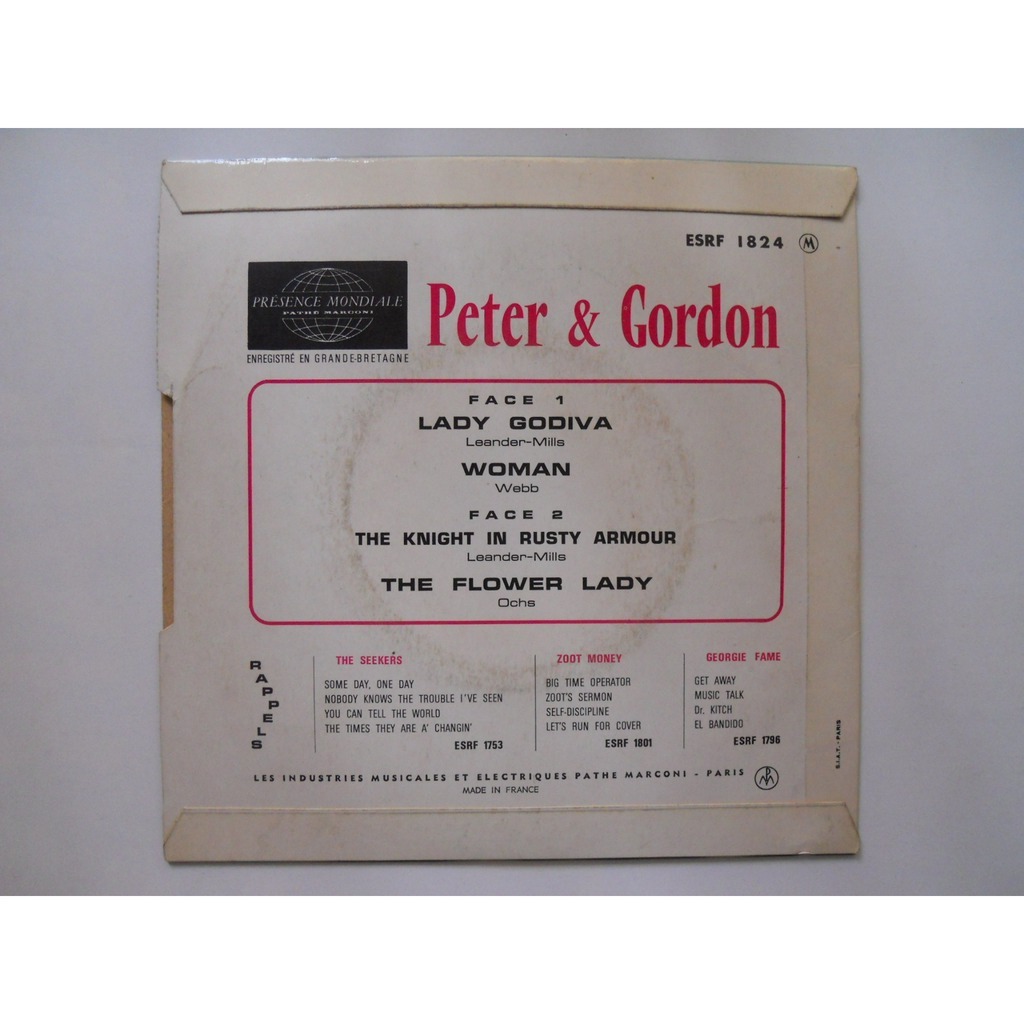 ESRF 1824 M
PRÉSENCE MONDIALE
PATHÉ MARCONI
ENREGISTRÉ EN GRANDE-BRETAGNE
Peter & Gordon
FACE 1
LADY GODIVA
Leander-Mills
WOMAN
Webb
FACE 2
THE KNIGHT IN RUSTY ARMOUR
Leander-Mills
THE FLOWER LADY
Ochs
RAPPELS
THE SEEKERS
SOME DAY, ONE DAY
NOBODY KNOWS THE TROUBLE I'VE SEEN
YOU CAN TELL THE WORLD
THE TIMES THEY ARE A' CHANGIN'
ESRF 1753
ZOOT MONEY
BIG TIME OPERATOR
ZOOT'S SERMON
SELF-DISCIPLINE
LET'S RUN FOR COVER
ESRF 1801
GEORGIE FAME
GET AWAY
MUSIC TALK
Dr. KITCH
EL BANDIDO
ESRF 1796
S.I.A.T. - PARIS
LES INDUSTRIES MUSICALES ET ELECTRIQUES PATHE MARCONI - PARIS
MADE IN FRANCE